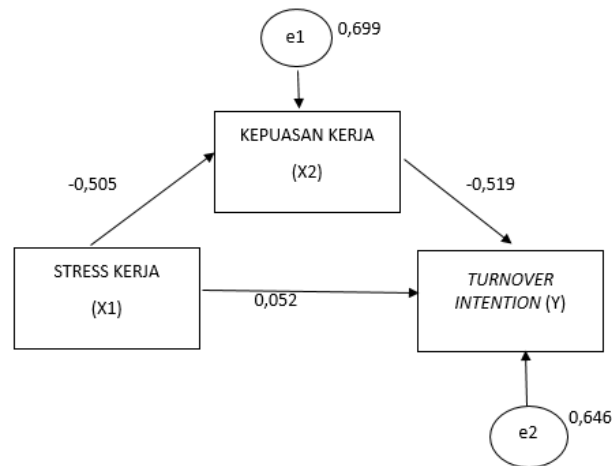 e1
0,699
KEPUASAN KERJA
(X2)
-0,505
-0,519
STRESS KERJA
(X1)
0,052
TURNOVER
INTENTION (Y)
e2
0,646